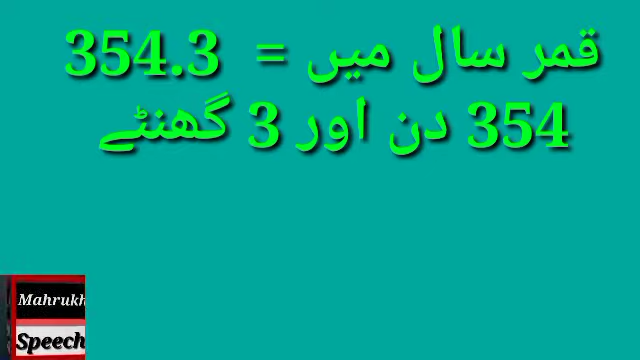 قمر سال میں = 354.3
354 دن اور 3 گھنٹے
Mahrukh
Speech